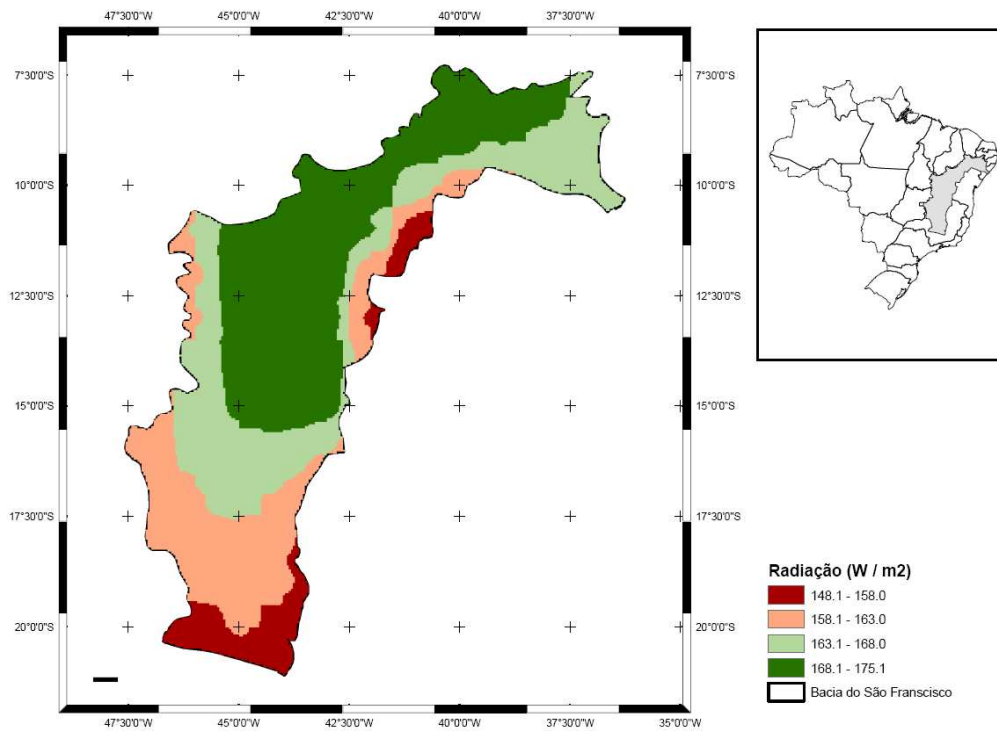 47°30'0"W 45°0'0"W 42°30'0"W 40°0'0"W 37°30'0"W
7°30'0"S 7°30'0"S
10°0'0"S 10°0'0"S
12°30'0"S 12°30'0"S
15°0'0"S 15°0'0"S
17°30'0"S 17°30'0"S
20°0'0"S 20°0'0"S
47°30'0"W 45°0'0"W 42°30'0"W 40°0'0"W 37°30'0"W 35°0'0"W
Radiação (W / m2)
148.1 - 158.0
158.1 - 163.0
163.1 - 168.0
168.1 - 175.1
Bacia do São Franscisco